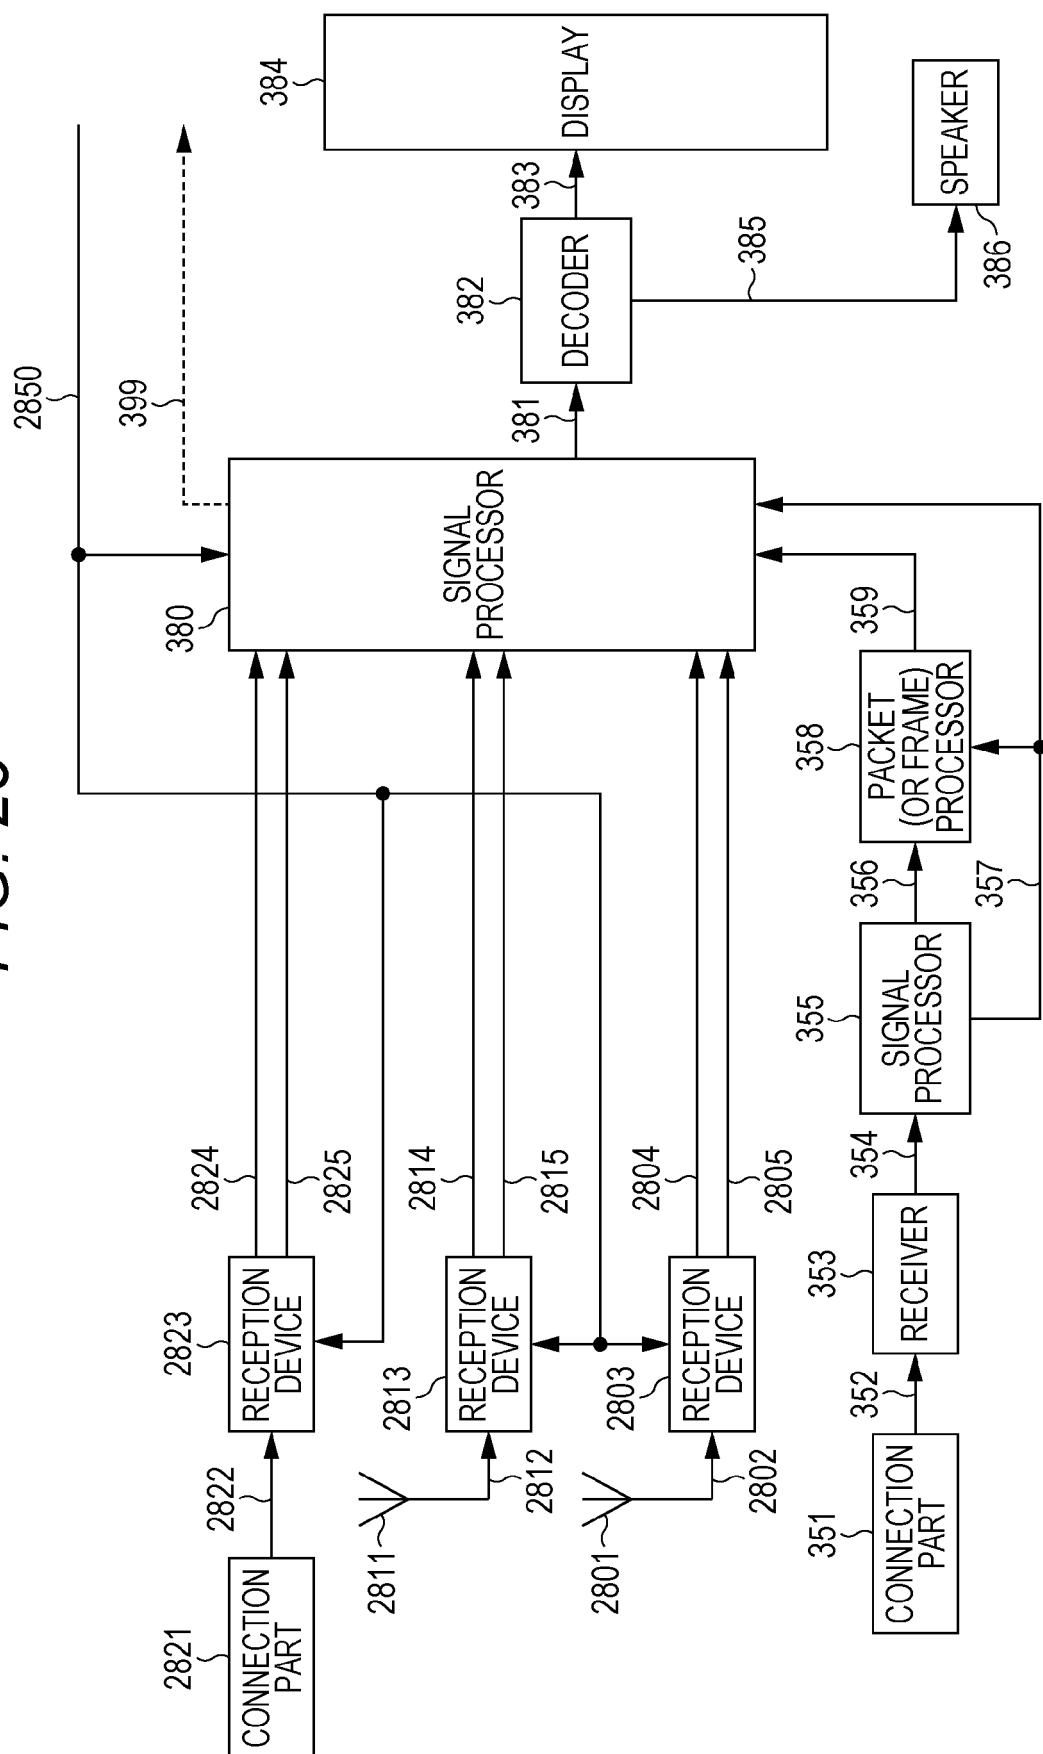 2850
399
2821
CONNECTION
PART
2822
2823
RECEPTION
DEVICE
2824
2825
380
SIGNAL
PROCESSOR
384
DISPLAY
2811
2812
2813
RECEPTION
DEVICE
2814
2815
381
382
DECODER
383
2801
2802
2803
RECEPTION
DEVICE
2804
2805
385
SPEAKER
386
351
CONNECTION
PART
352
353
RECEIVER
354
355
SIGNAL
PROCESSOR
356
357
358
PACKET
(OR FRAME)
PROCESSOR
359